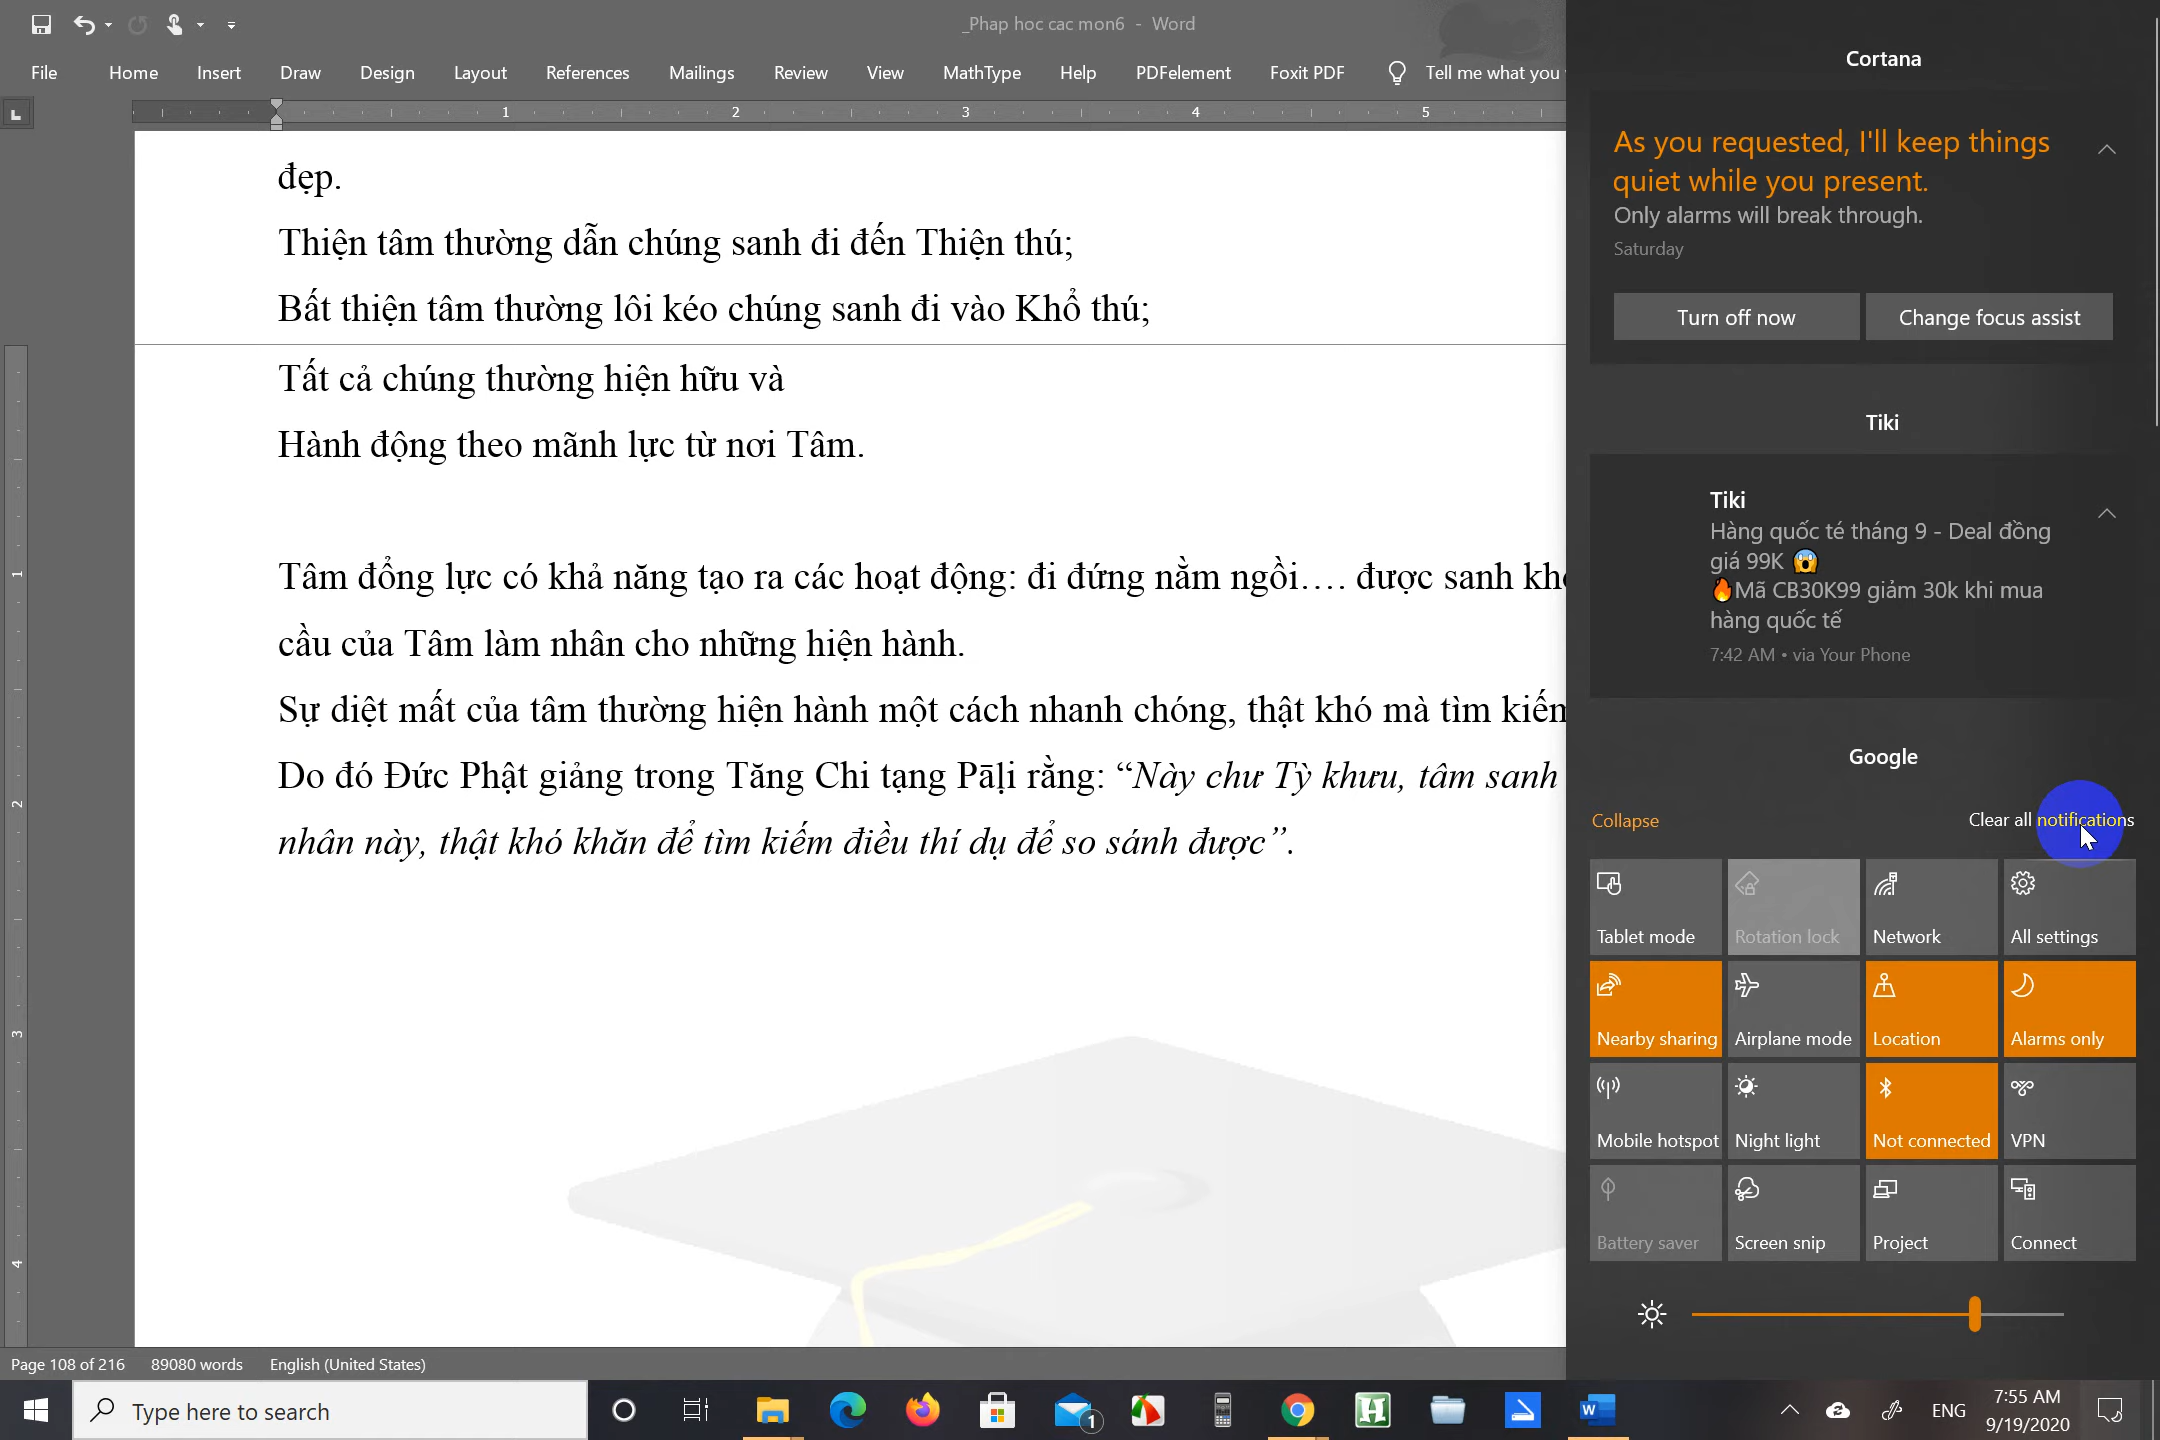 _Phap hoc cac mon6 - Word
File Home Insert Draw Design Layout References Mailings Review View MathType Help PDFelement Foxit PDF Tell me what you
1 2 3 4 5
đẹp.
Thiện tâm thường dẫn chúng sanh đi đến Thiện thú;
Bất thiện tâm thường lôi kéo chúng sanh đi vào Khổ thú;
Tất cả chúng thường hiện hữu và
Hành động theo mãnh lực từ nơi Tâm.
Tâm đổng lực có khả năng tạo ra các hoạt động: đi đứng nằm ngồi…. được sanh
cầu của Tâm làm nhân cho những hiện hành.
Sự diệt mất của tâm thường hiện hành một cách nhanh chóng, thật khó mà tìm kiếm
Do đó Đức Phật giảng trong Tăng Chi tạng Pāḷi rằng: “Này chư Tỳ khưu, tâm sanh
nhân này, thật khó khăn để tìm kiếm điều thí dụ để so sánh được”.
1
2
3
4
Page 108 of 216 89080 words English (United States)
Cortana
As you requested, I'll keep things
quiet while you present.
Only alarms will break through.
Saturday
Turn off now Change focus assist
Tiki
Tiki
Hàng quốc té tháng 9 - Deal đồng
giá 99K 😱
🔥Mã CB30K99 giảm 30k khi mua
hàng quốc tế
7:42 AM • via Your Phone
Google
Collapse Clear all notifications
Tablet mode Rotation lock Network All settings
Nearby sharing Airplane mode Location Alarms only
Mobile hotspot Night light Not connected VPN
Battery saver Screen snip Project Connect
Type here to search
1
ENG
7:55 AM
9/19/2020